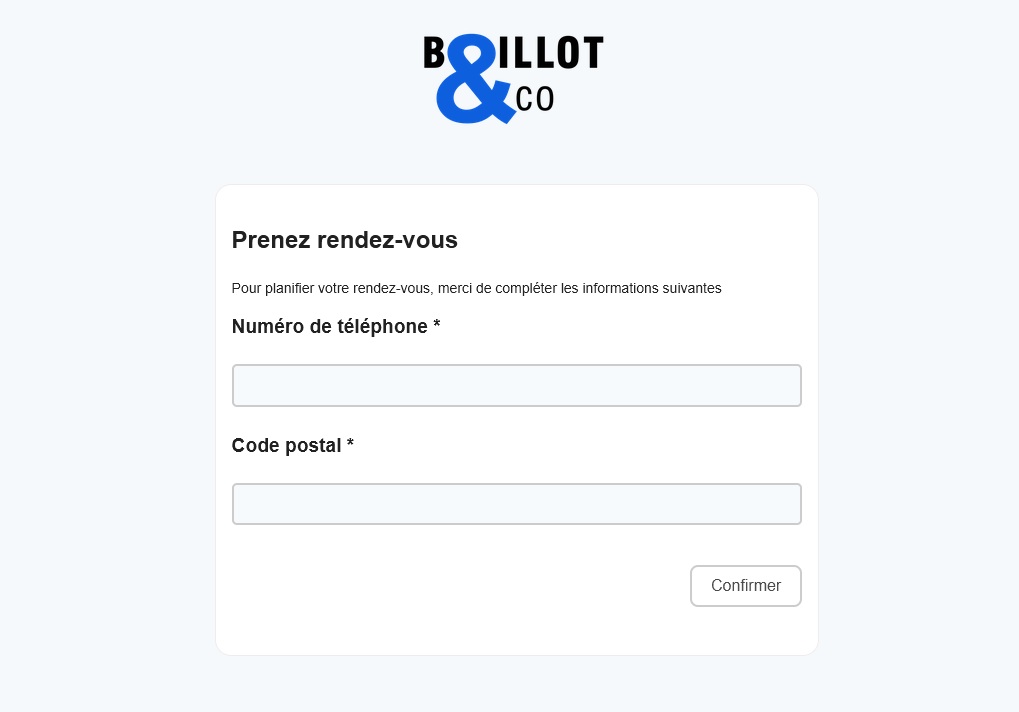 B&ILLOT
CO
Prenez rendez-vous
Pour planifier votre rendez-vous, merci de compléter les informations suivantes
Numéro de téléphone *
Code postal *
Confirmer